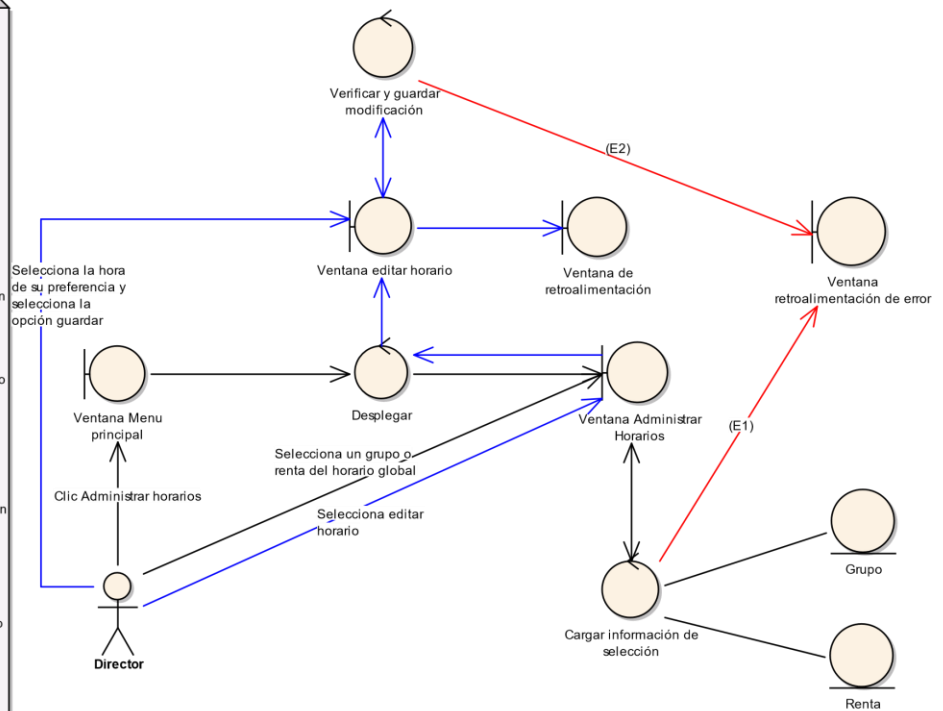 Verificar y guardar
modificación
(E2)
Ventana editar horario
Ventana de
retroalimentación
Ventana
retroalimentación de error
Selecciona la hora
de su preferencia y
selecciona la
opción guardar
Ventana Menu
principal
Desplegar
Ventana Administrar
Horarios
(E1)
Selecciona un grupo o
renta del horario global
Clic Administrar horarios
Selecciona editar
horario
Grupo
Cargar información de
selección
Director
Renta